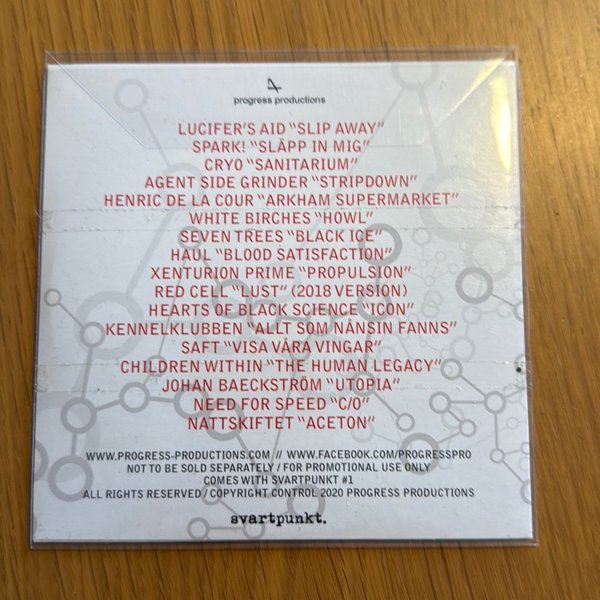 progress productions
LUCIFER'S AID "SLIP AWAY"
SPARK! "SLÄPP IN MIG"
CRYO "SANITARIUM"
AGENT SIDE GRINDER "STRIPDOWN"
HENRIC DE LA COUR "ARKHAM SUPERMARKET"
WHITE BIRCHES "HOWL"
SEVEN TREES "BLACK ICE"
HAUL "BLOOD SATISFACTION"
XENTURION PRIME "PROPULSION"
RED CELL "LUST" (2018 VERSION)
HEARTS OF BLACK SCIENCE "ICON"
KENNELKLUBBEN "ALLT SOM NÅNSIN FANNS"
SAFT "VISA VÅRA VINGAR"
CHILDREN WITHIN "THE HUMAN LEGACY"
JOHAN BAECKSTRÖM "UTOPIA"
NEED FOR SPEED "C/O"
NATTSKIFTET "ACETON"
WWW.PROGRESS-PRODUCTIONS.COM // WWW.FACEBOOK.COM/PROGRESSPRO
NOT TO BE SOLD SEPARATELY / FOR PROMOTIONAL USE ONLY
COMES WITH SVARTPUNKT #1
ALL RIGHTS RESERVED / COPYRIGHT CONTROL 2020 PROGRESS PRODUCTIONS
svartpunkt.